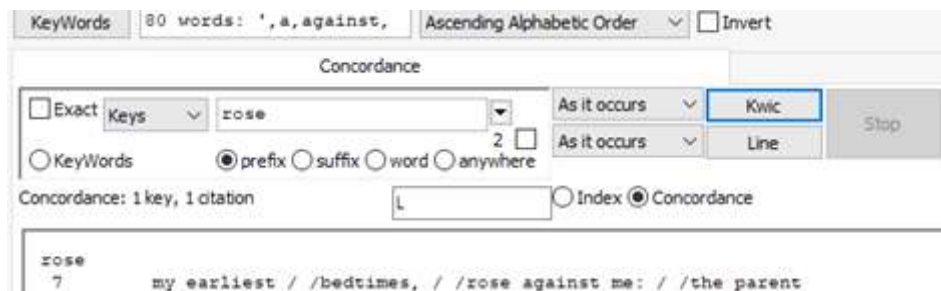 KeyWords 80 words: ',a,against, Ascending Alphabetic Order Invert
Concordance
Exact Keys rose As it occurs Kwic Stop
2 As it occurs Line
KeyWords prefix suffix word anywhere
Concordance: 1 key, 1 citation L Index Concordance
rose
7 my earliest / /bedtimes, / /rose against me: / /the parent